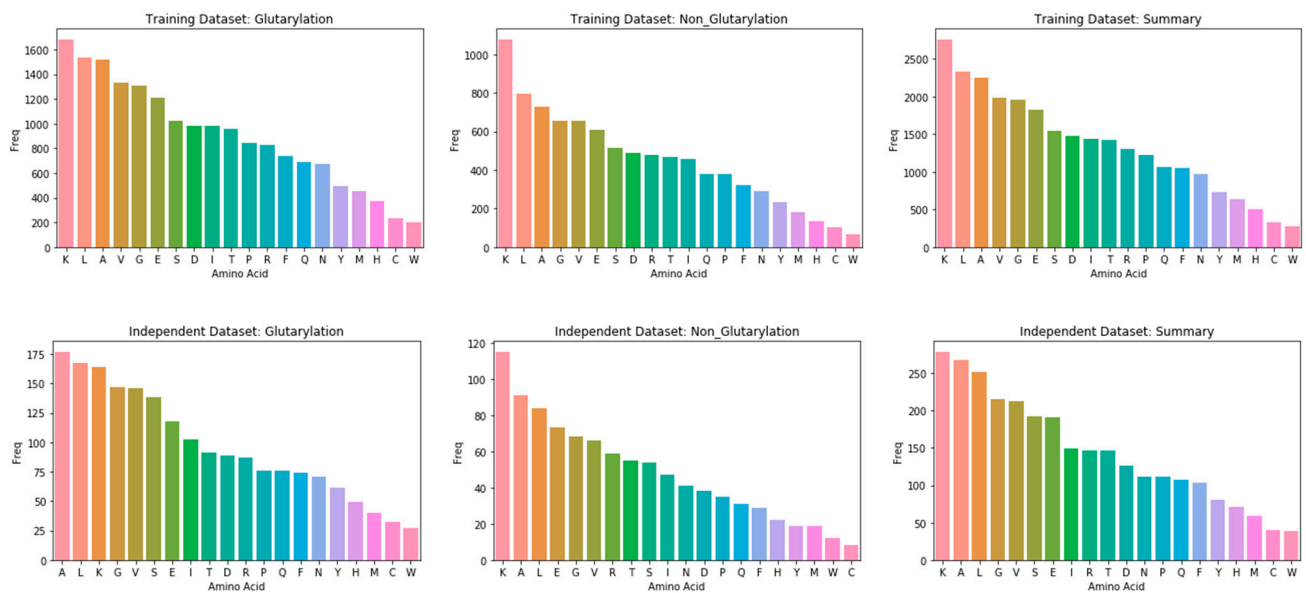 Training Dataset: Glutarylation
1600
1400
1200
1000
800
600
400
200
0
Freq
K L A V G E S D I T P R F Q N Y M H C W
Amino Acid
Training Dataset: Non_Glutarylation
1000
800
600
400
200
0
Freq
K L A G V E S D R T I Q P F N Y M H C W
Amino Acid
Training Dataset: Summary
2500
2000
1500
1000
500
0
Freq
K L A V G E S D I T R P Q F N Y M H C W
Amino Acid
Independent Dataset: Glutarylation
175
150
125
100
75
50
25
0
Freq
A L K G V S E I T D R P Q F N Y H M C W
Amino Acid
Independent Dataset: Non_Glutarylation
120
100
80
60
40
20
0
Freq
K A L E G V R T S I N D P Q F H Y M W C
Amino Acid
Independent Dataset: Summary
250
200
150
100
50
0
Freq
K A L G V S E I R T D N P Q F Y H M C W
Amino Acid